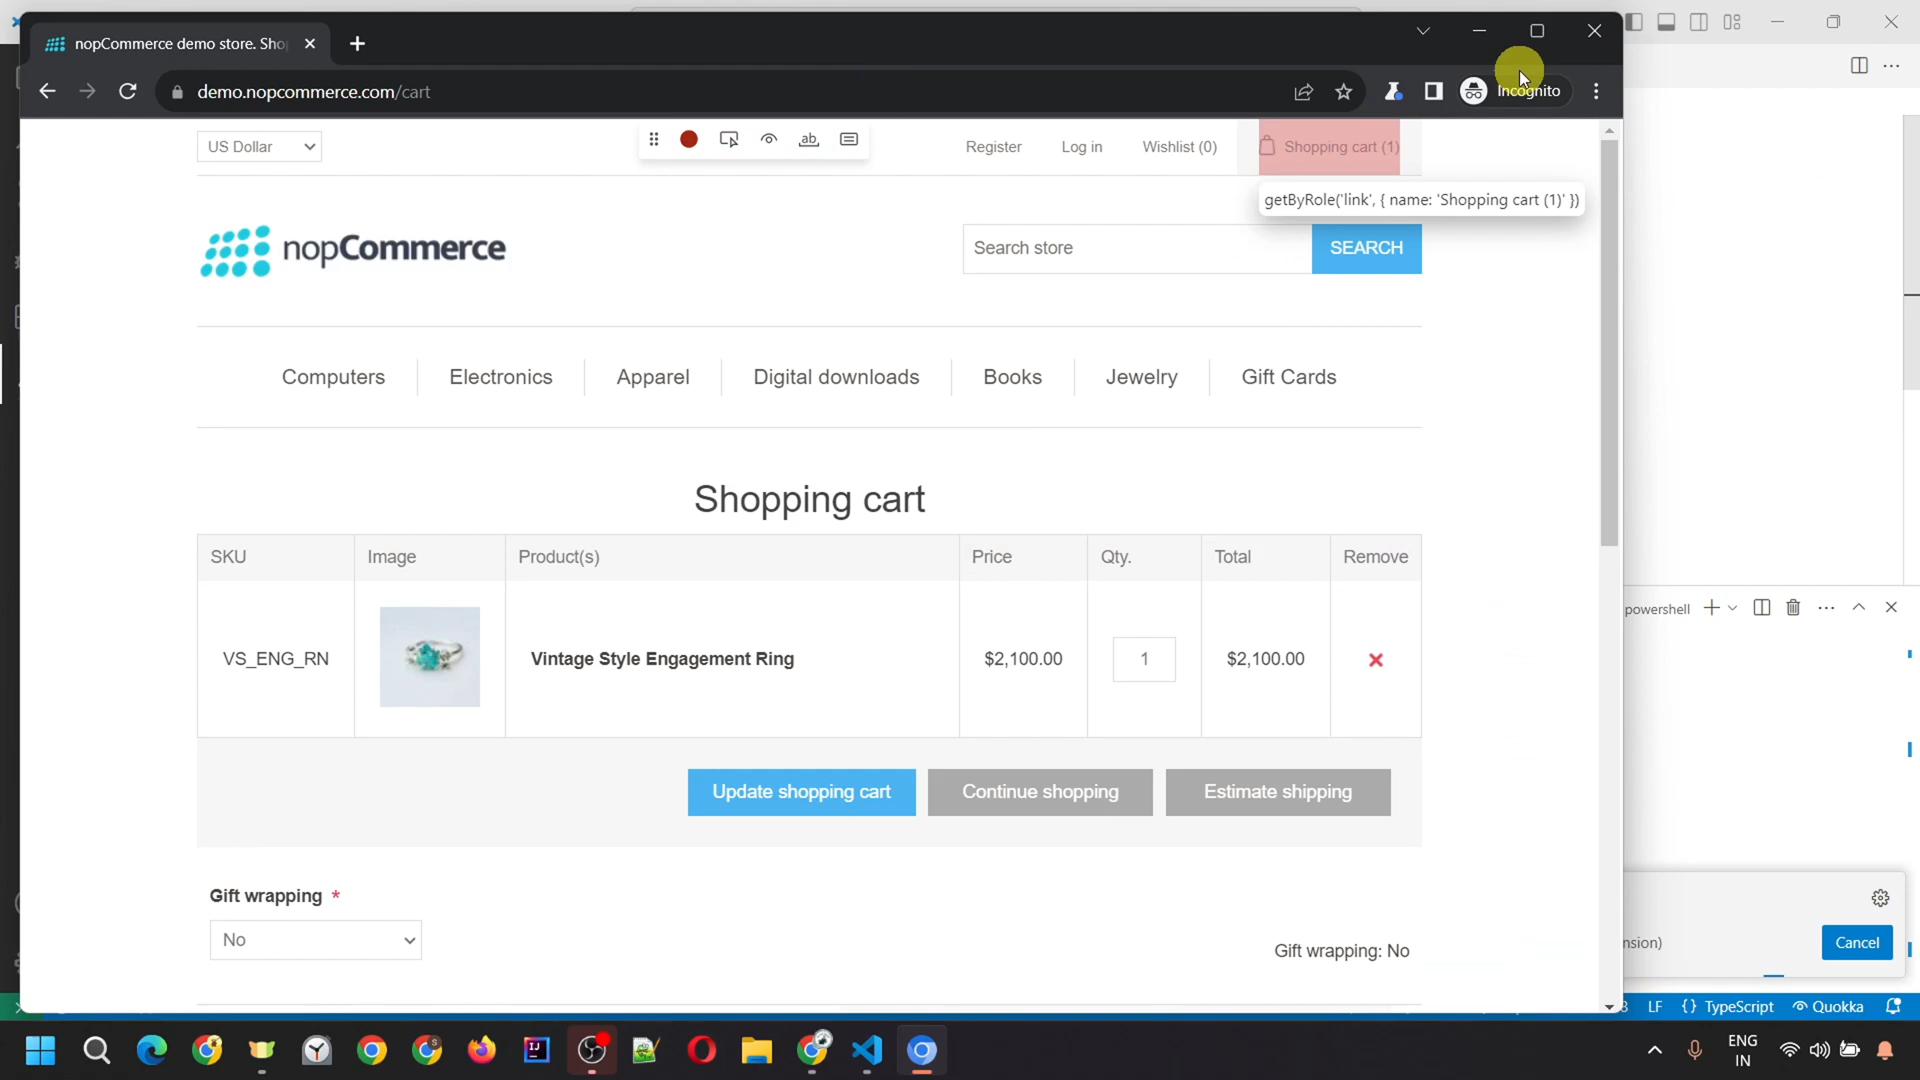 nopCommerce demo store. Sho
demo.nopcommerce.com/cart
Incognito
US Dollar
ab
Register
Log in
Wishlist (0)
Shopping cart (1)
getByRole('link', { name: 'Shopping cart (1)' })
nopCommerce
Search store
SEARCH
Computers
Electronics
Apparel
Digital downloads
Books
Jewelry
Gift Cards
Shopping cart
SKU
Image
Product(s)
Price
Qty.
Total
Remove
VS_ENG_RN
Vintage Style Engagement Ring
$2,100.00
1
$2,100.00
Update shopping cart
Continue shopping
Estimate shipping
Gift wrapping *
No
Gift wrapping: No
powershell
nsion)
Cancel
LF
{} TypeScript
Quokka
ENG
IN